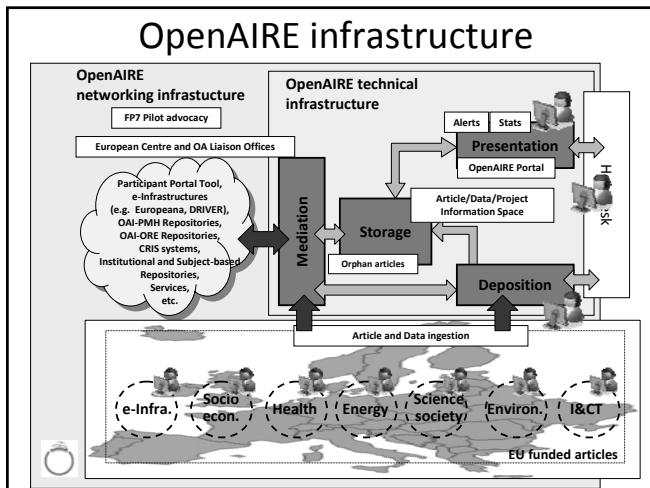 OpenAIRE infrastructure
OpenAIRE
networking infrastucture
FP7 Pilot advocacy
European Centre and OA Liaison Offices
Participant Portal Tool,
e-Infrastructures
(e.g. Europeana, DRIVER),
OAI-PMH Repositories,
OAI-ORE Repositories,
CRIS systems,
Institutional and Subject-based
Repositories,
Services,
etc.
OpenAIRE technical
infrastructure
Alerts
Stats
Presentation
OpenAIRE Portal
Mediation
Storage
Article/Data/Project
Information Space
Orphan articles
Deposition
Article and Data ingestion
e-Infra.
Socio
econ.
Health
Energy
Science
society
Environ.
I&CT
EU funded articles